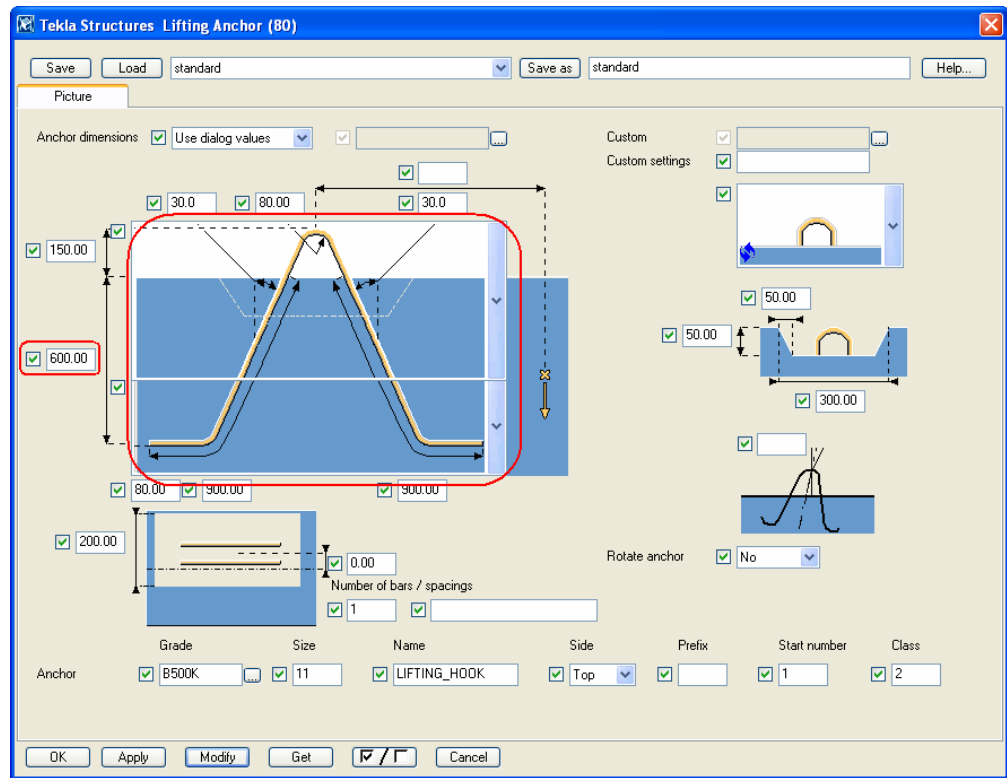 Tekla Structures Lifting Anchor (80)
Save Load standard Save as standard Help...
Picture
Anchor dimensions Use dialog values ... Custom ...
Custom settings
30.0 80.00 30.0
150.00
50.00
50.00
600.00
300.00
80.00 900.00 900.00
200.00
0.00
Rotate anchor No
Number of bars / spacings
1
Grade Size Name Side Prefix Start number Class
Anchor B500K ... 11 LIFTING_HOOK Top 1 2
OK Apply Modify Get / Cancel